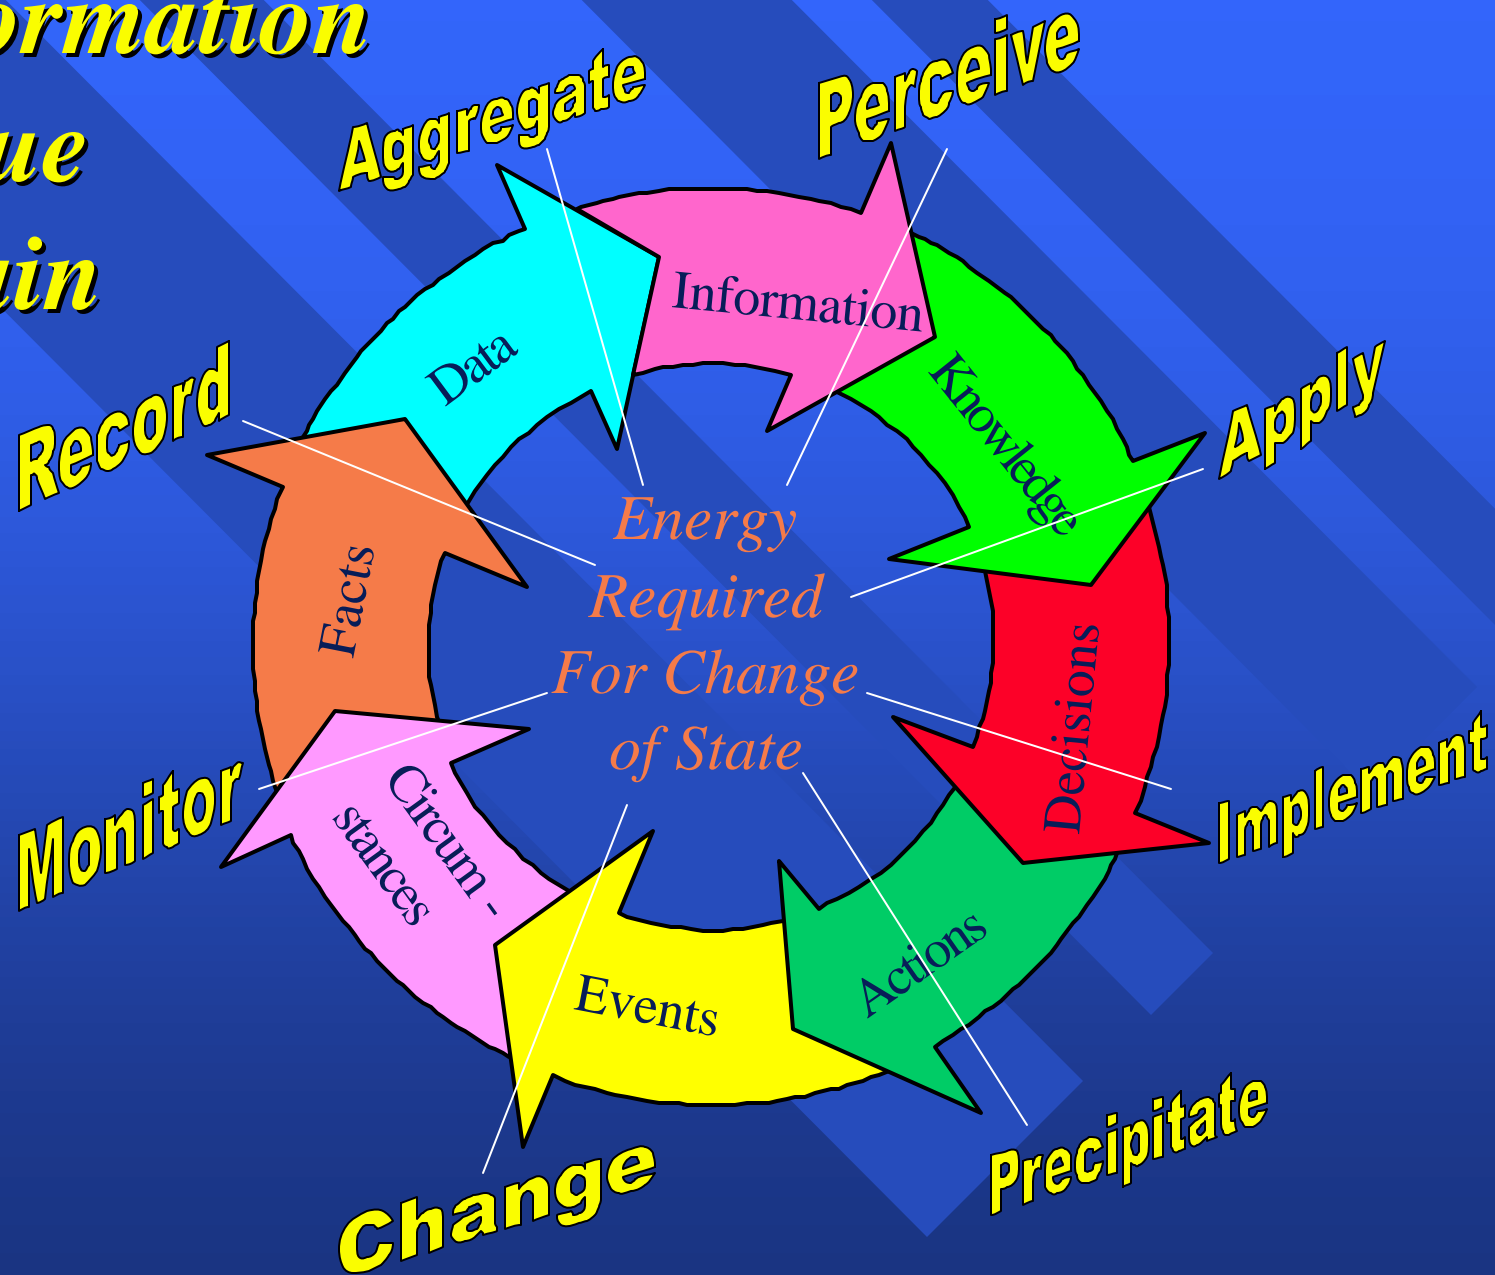 ormation
ue
ain
Aggregate
Perceive
Record
Apply
Monitor
Implement
Change
Precipitate
Information
Knowledge
Decisions
Actions
Events
Circum -
stances
Facts
Data
Energy
Required
For Change
of State